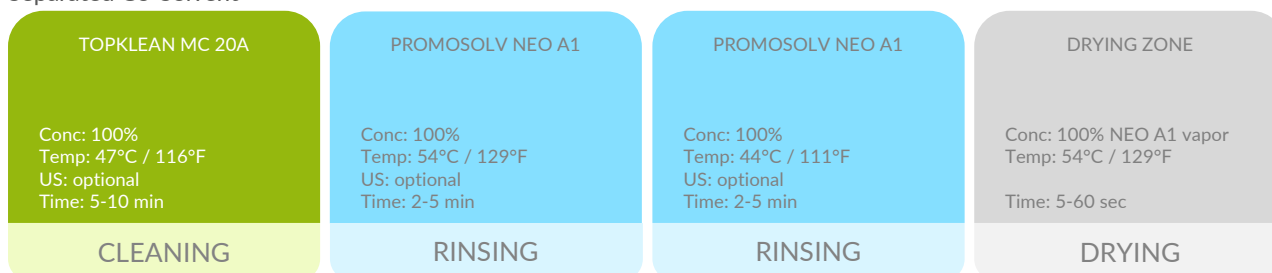 Separated Co-Solvent
TOPKLEAN MC 20A
Conc: 100%
Temp: 47°C / 116°F
US: optional
Time: 5-10 min
CLEANING
PROMOSOLV NEO A1
Conc: 100%
Temp: 54°C / 129°F
US: optional
Time: 2-5 min
RINSING
PROMOSOLV NEO A1
Conc: 100%
Temp: 44°C / 111°F
US: optional
Time: 2-5 min
RINSING
DRYING ZONE
Conc: 100% NEO A1 vapor
Temp: 54°C / 129°F
Time: 5-60 sec
DRYING